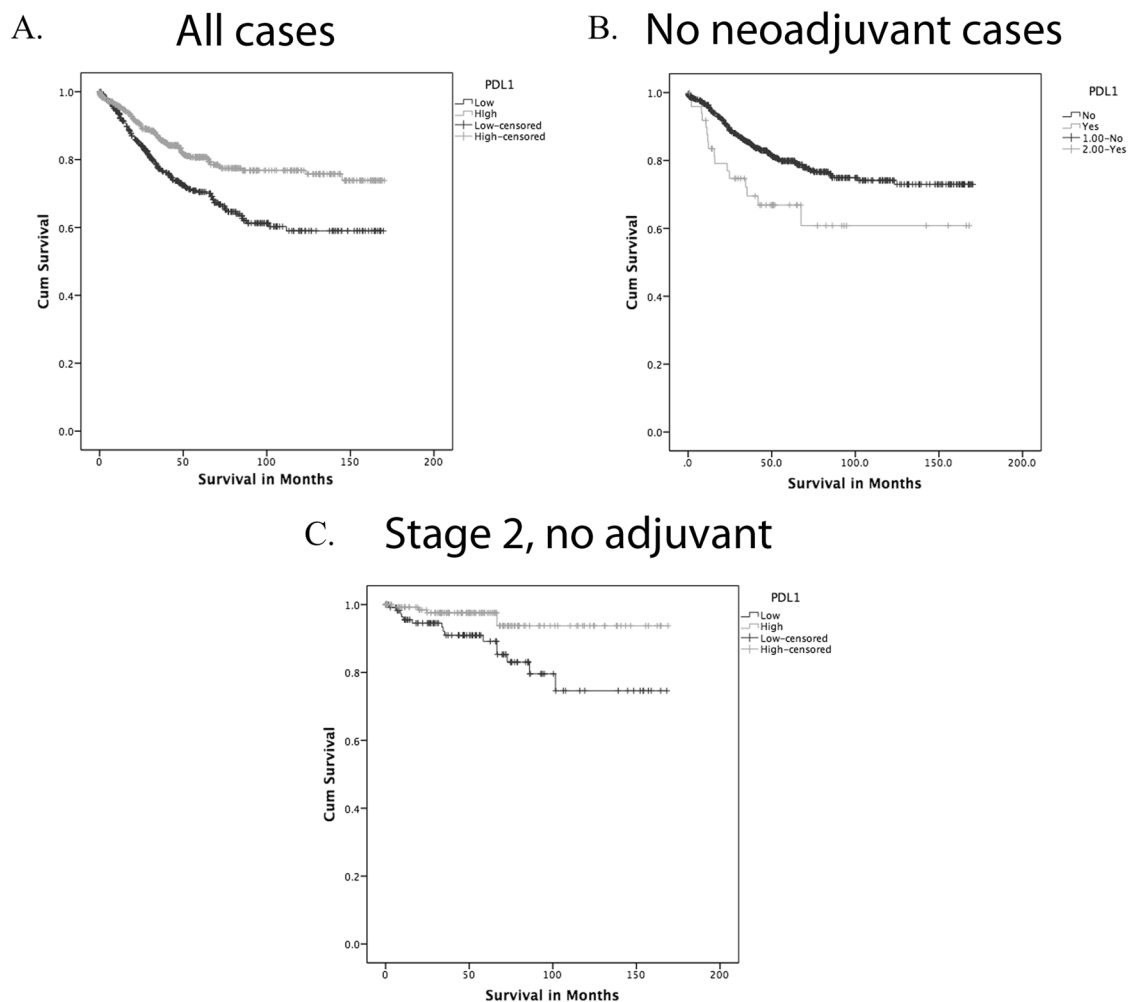 A.
All cases
PDL1
Low
HIgh
Low-censored
High-censored
1.0
0.8
0.6
0.4
0.2
0.0
Cum Survival
0 50 100 150 200
Survival in Months
B.
No neoadjuvant cases
PDL1
No
Yes
1.00-No
2.00-Yes
1.0
0.8
0.6
0.4
0.2
0.0
Cum Survival
.0 50.0 100.0 150.0 200.0
Survival in Months
C.
Stage 2, no adjuvant
PDL1
Low
High
Low-censored
High-censored
1.0
0.8
0.6
0.4
0.2
0.0
Cum Survival
0 50 100 150 200
Survival in Months